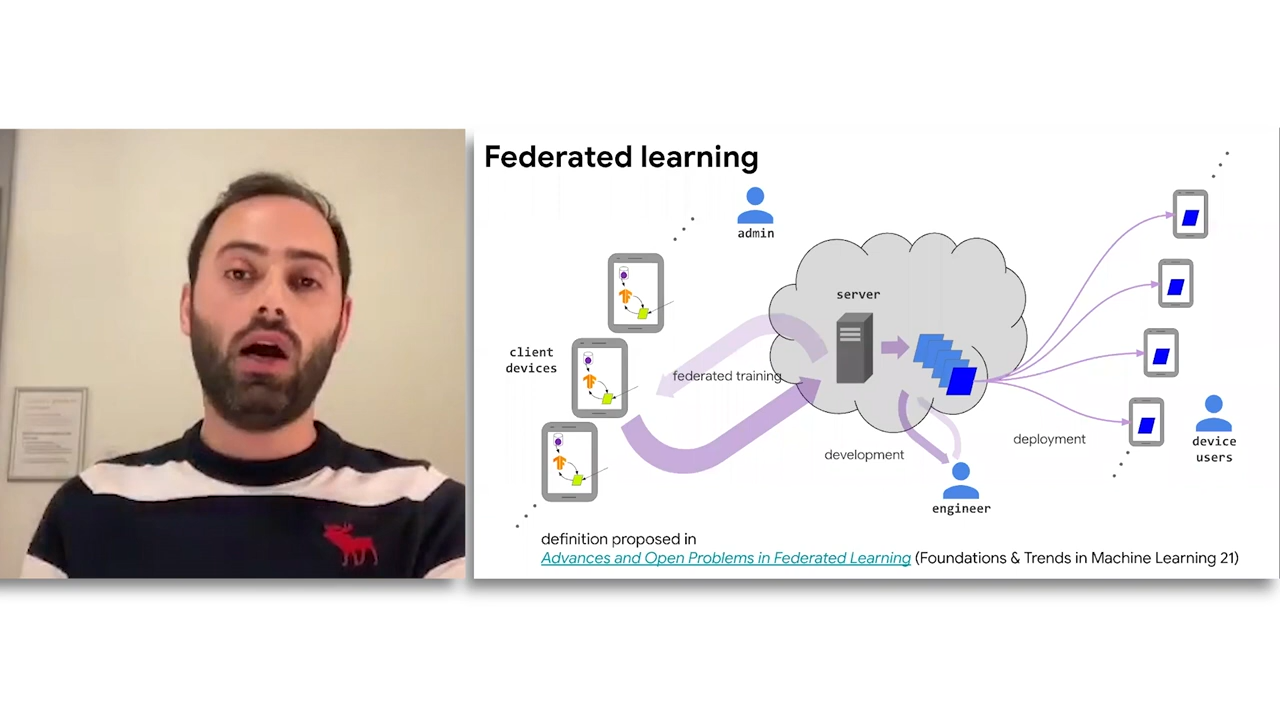 Federated learning
admin
server
client
devices
federated training
development
deployment
device
users
engineer
definition proposed in
Advances and Open Problems in Federated Learning (Foundations & Trends in Machine Learning 21)